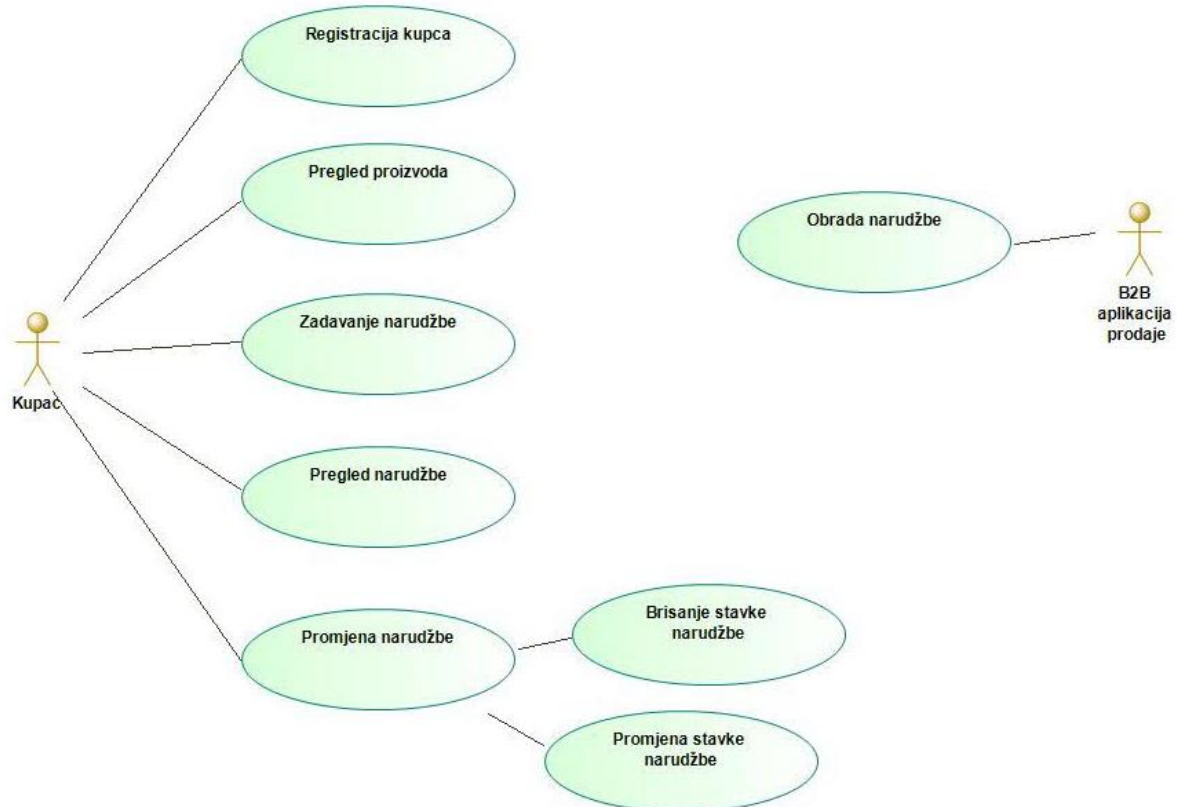 Registracija kupca
Pregled proizvoda
Obrada narudžbe
B2B
aplikacija
prodaje
Zadavanje narudžbe
Kupac
Pregled narudžbe
Promjena narudžbe
Brisanje stavke
narudžbe
Promjena stavke
narudžbe